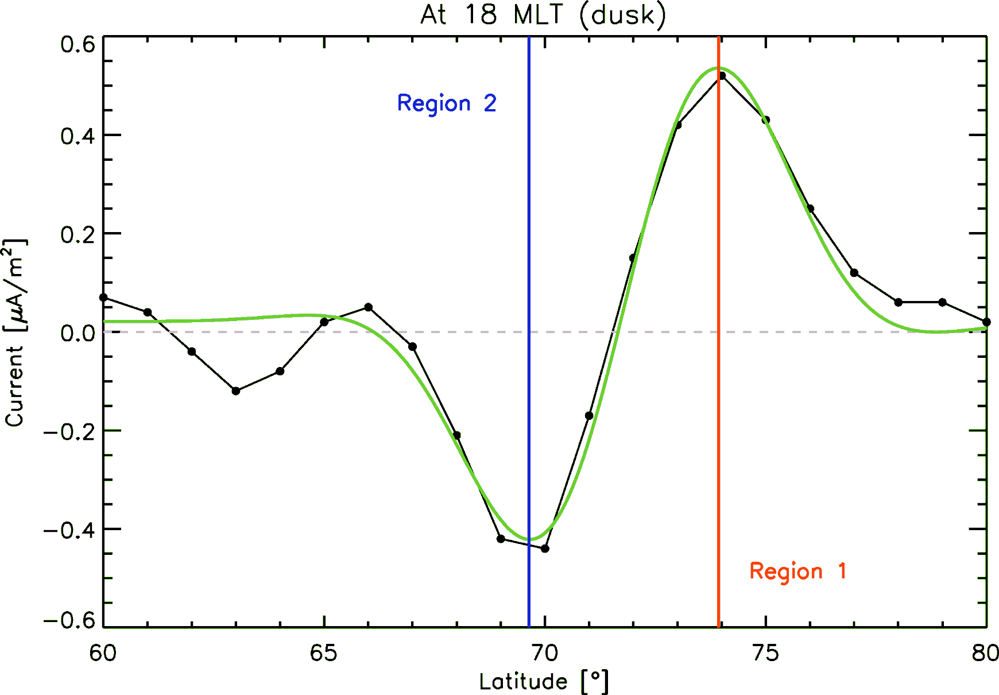 At 18 MLT (dusk)
0.6
0.4
0.2
0.0
−0.2
−0.4
−0.6
Current [μA/m²]
Region 2
Region 1
60 65 70 75 80
Latitude [°]